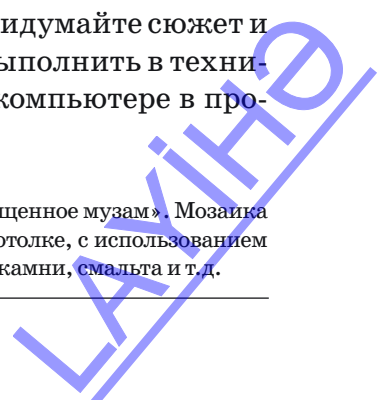 идумайте сюжет и
ыполнить в техни-
компьютере в про-
щенное музам». Мозаика
отолке, с использованием
камни, смальта и т.д.
LAYİHƏ